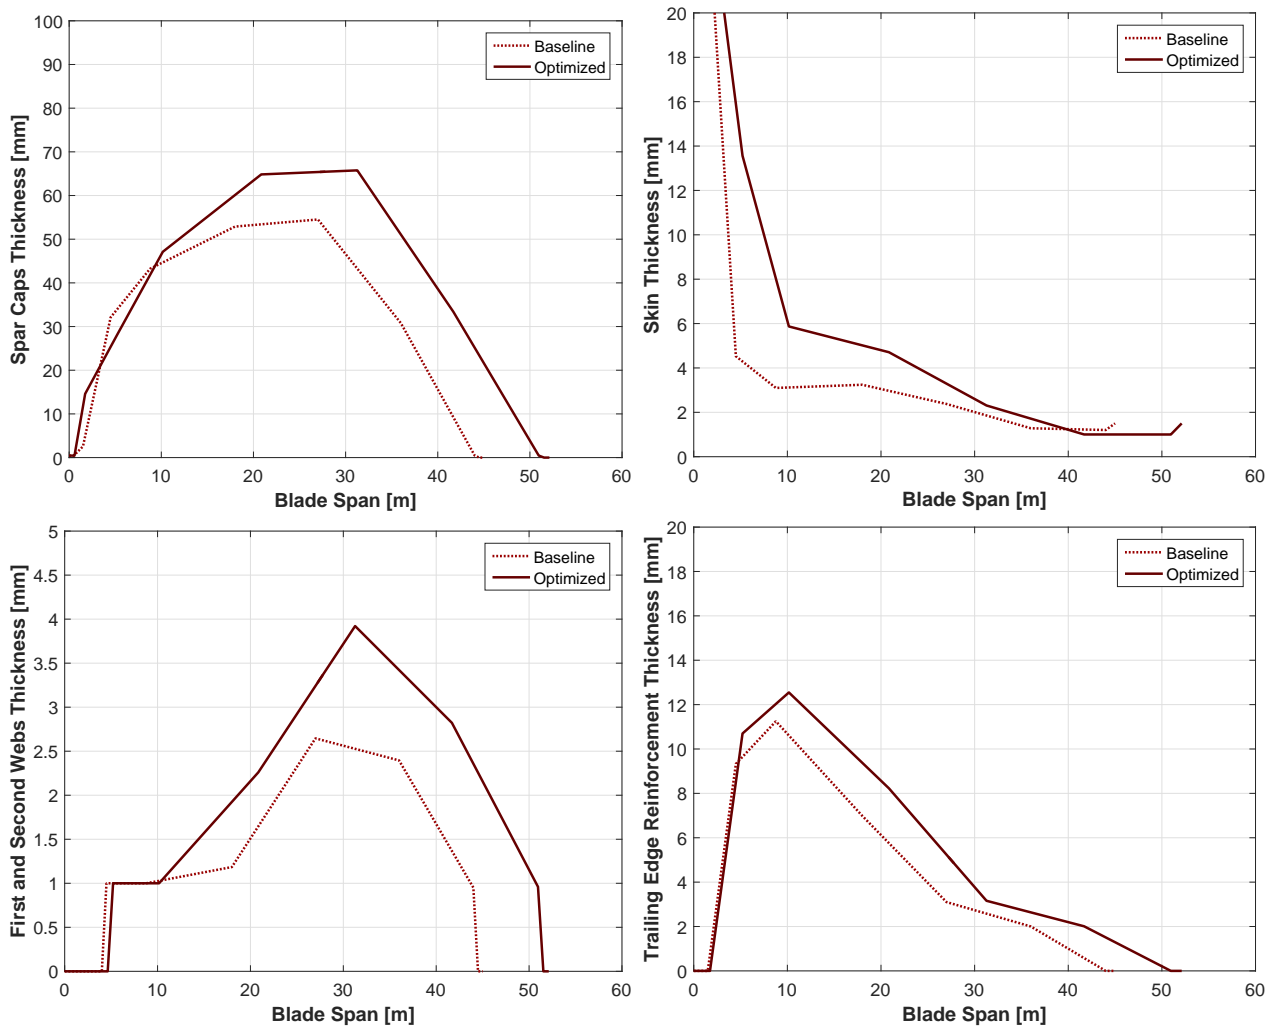 Spar Caps Thickness [mm]
100
90
80
70
60
50
40
30
20
10
0
0 10 20 30 40 50 60
Blade Span [m]
Baseline
Optimized
Skin Thickness [mm]
20
18
16
14
12
10
8
6
4
2
0
0 10 20 30 40 50 60
Blade Span [m]
Baseline
Optimized
First and Second Webs Thickness [mm]
5
4.5
4
3.5
3
2.5
2
1.5
1
0.5
0
0 10 20 30 40 50 60
Blade Span [m]
Baseline
Optimized
Trailing Edge Reinforcement Thickness [mm]
20
18
16
14
12
10
8
6
4
2
0
0 10 20 30 40 50 60
Blade Span [m]
Baseline
Optimized